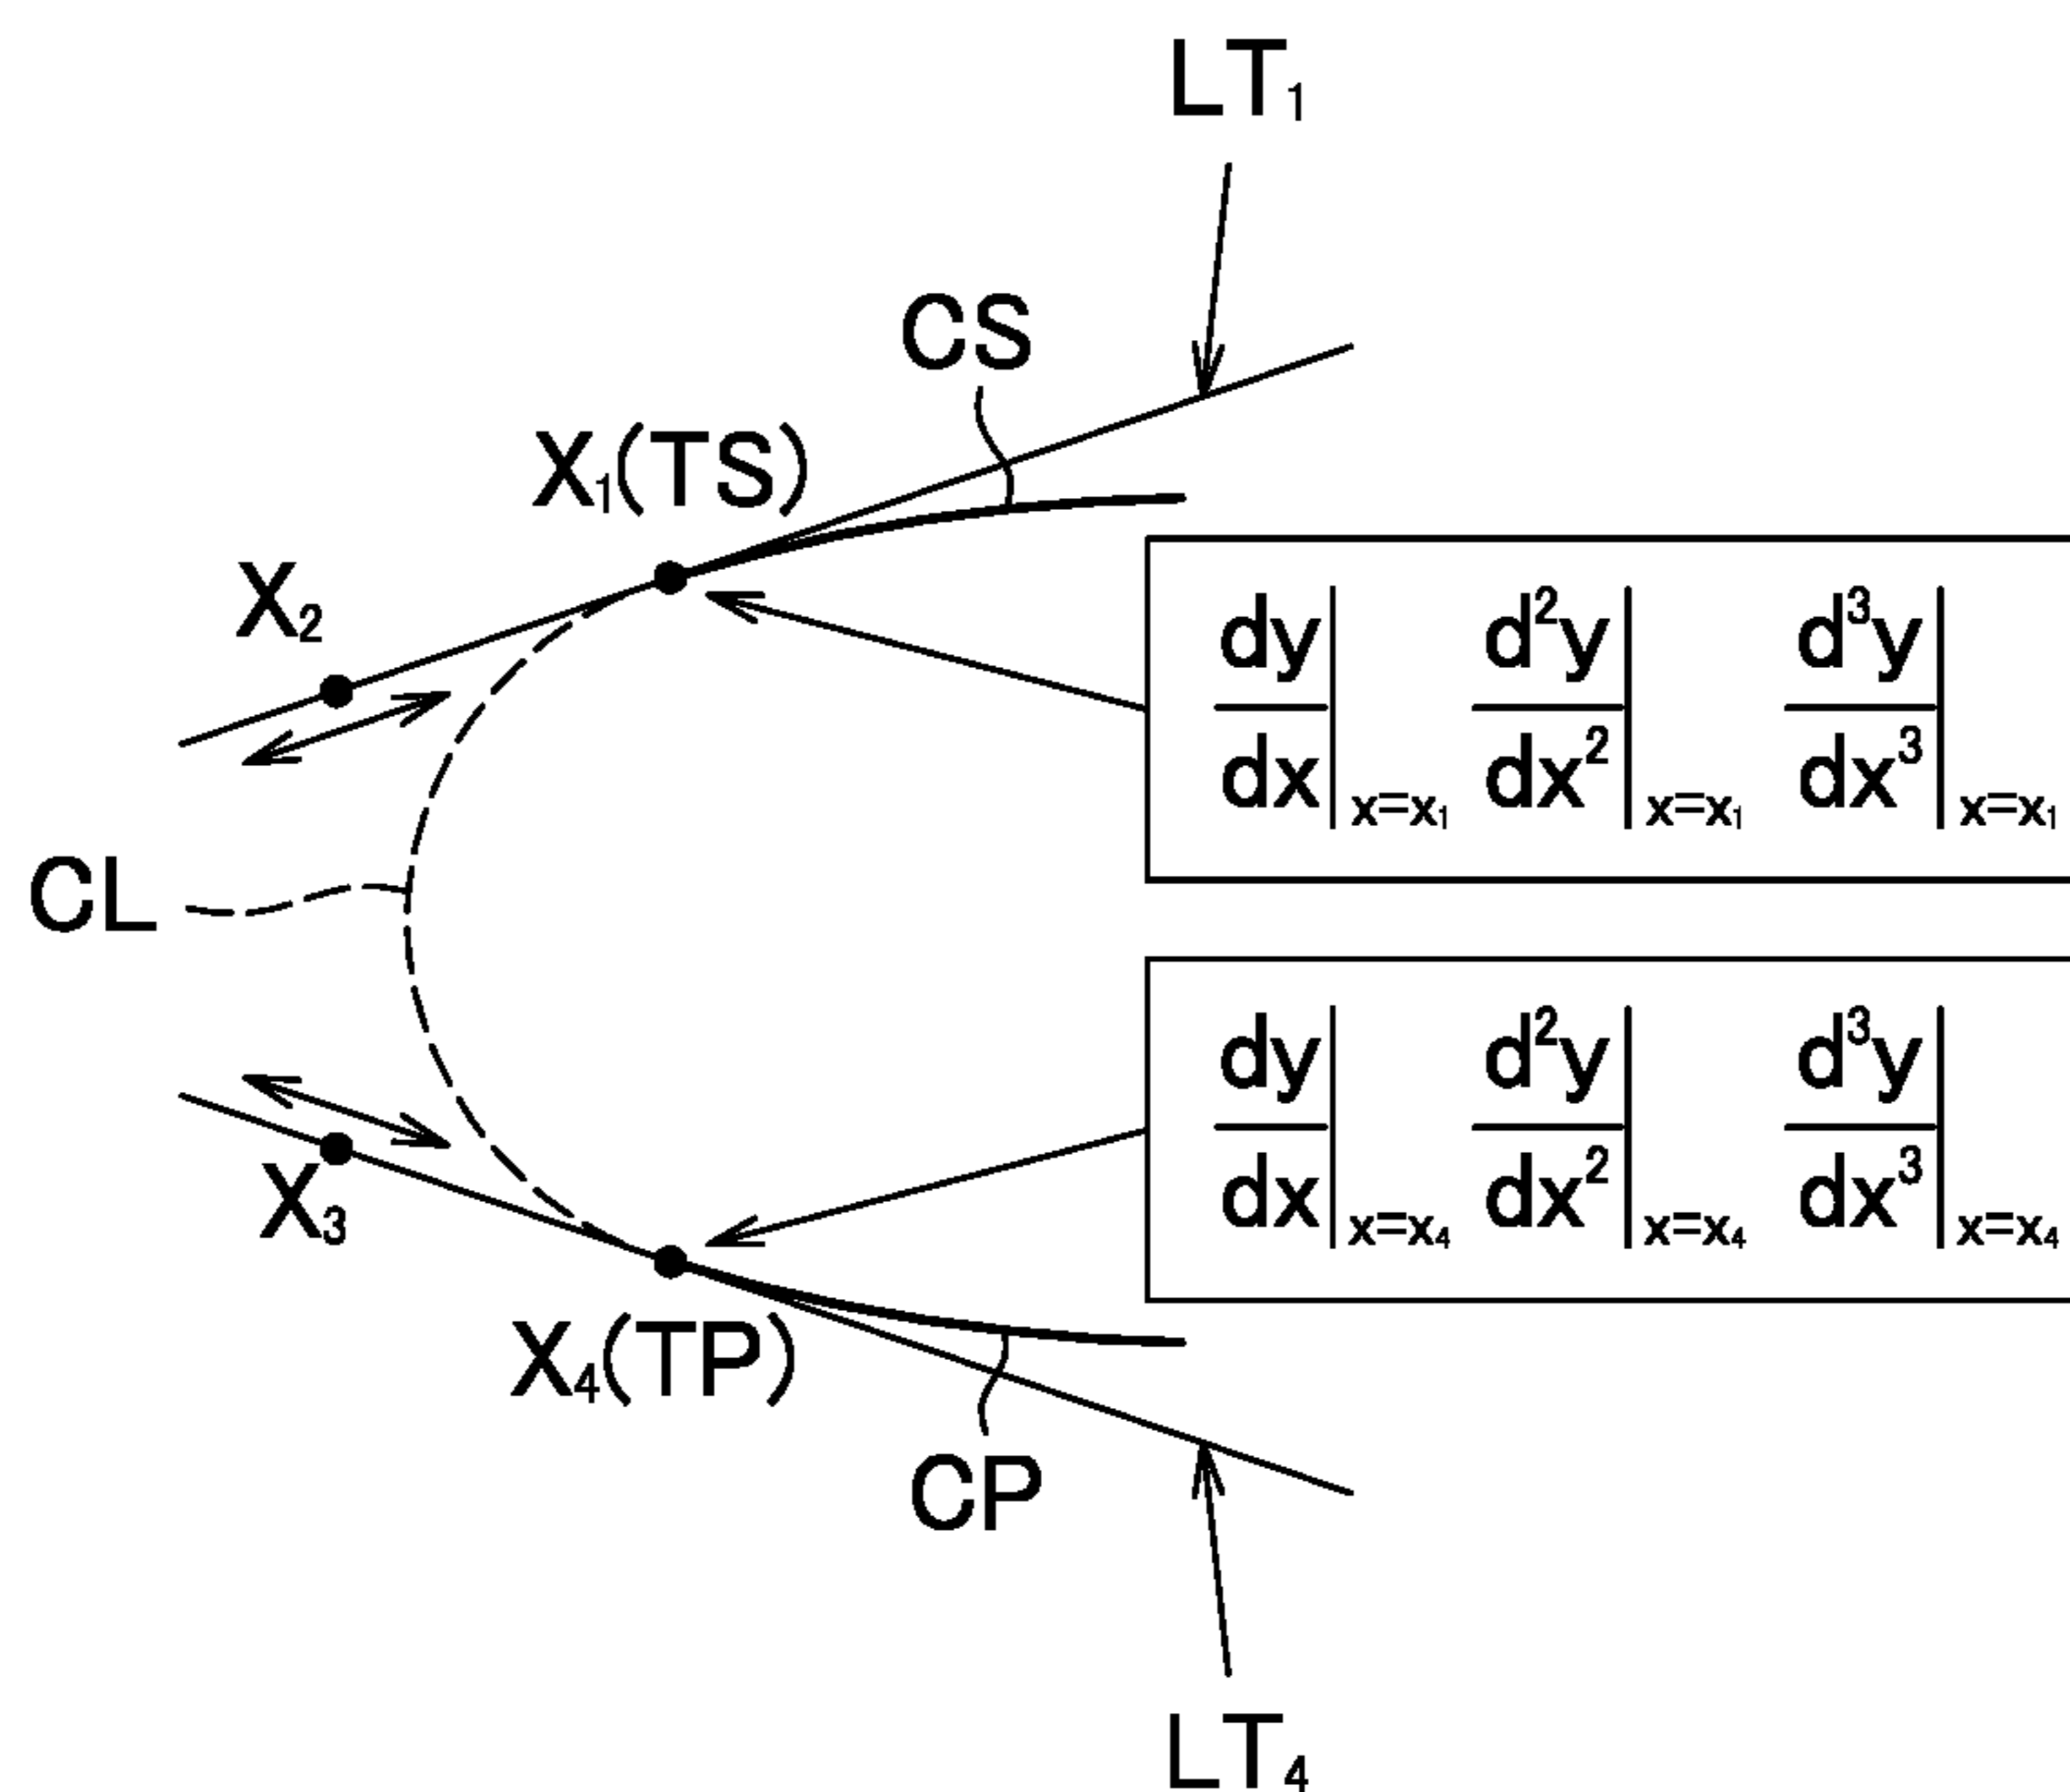 LT₁
CS
X₁(TS)
X₂
dy/dx|x=x₁ d²y/dx²|x=x₁ d³y/dx³|x=x₁
CL
dy/dx|x=x₄ d²y/dx²|x=x₄ d³y/dx³|x=x₄
X₃
X₄(TP)
CP
LT₄